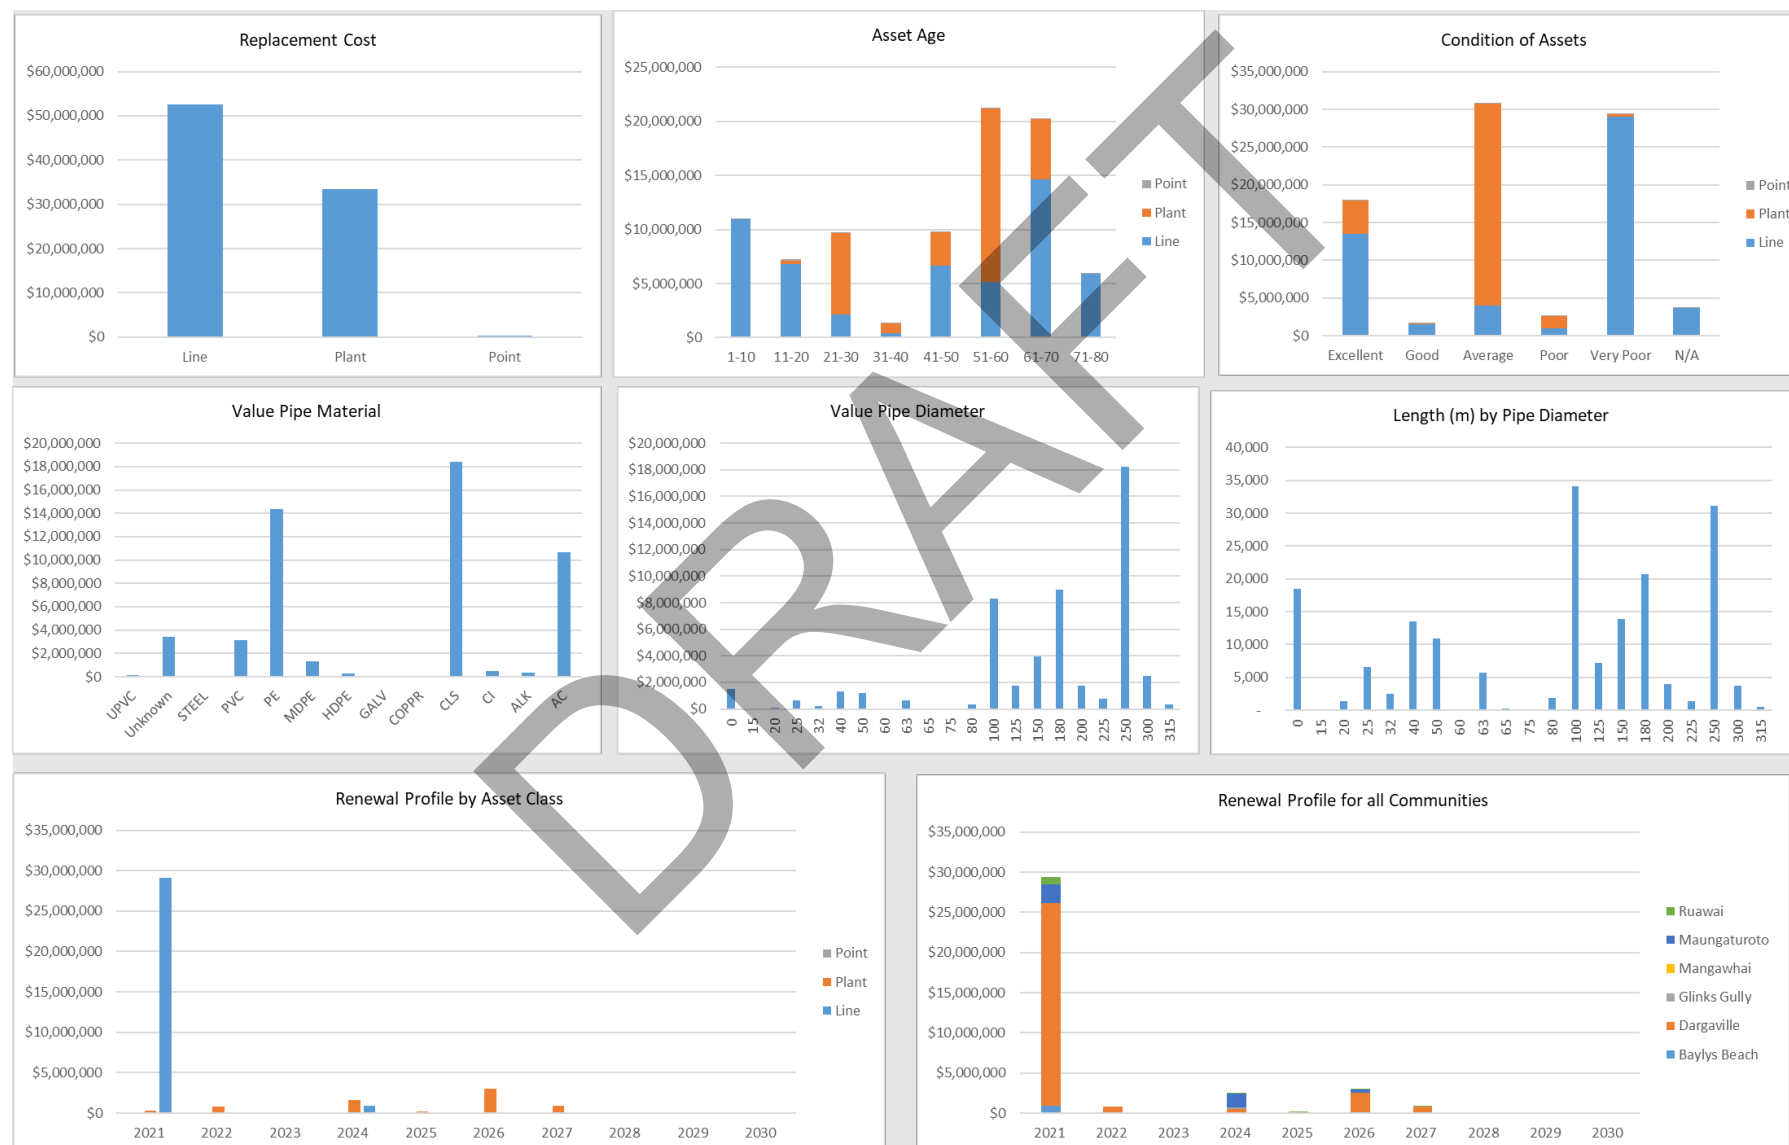 Replacement Cost
$60,000,000
$50,000,000
$40,000,000
$30,000,000
$20,000,000
$10,000,000
$0
Line Plant Point
Asset Age
$25,000,000
$20,000,000
$15,000,000
$10,000,000
$5,000,000
$0
1-10 11-20 21-30 31-40 41-50 51-60 61-70 71-80
Point
Plant
Line
Condition of Assets
$35,000,000
$30,000,000
$25,000,000
$20,000,000
$15,000,000
$10,000,000
$5,000,000
$0
Excellent Good Average Poor Very Poor N/A
Point
Plant
Line
Value Pipe Material
$20,000,000
$18,000,000
$16,000,000
$14,000,000
$12,000,000
$10,000,000
$8,000,000
$6,000,000
$4,000,000
$2,000,000
$0
UPVC Unknown STEEL PVC PE MDPE HDPE GALV COPPR CLS CI ALK AC
Value Pipe Diameter
$20,000,000
$18,000,000
$16,000,000
$14,000,000
$12,000,000
$10,000,000
$8,000,000
$6,000,000
$4,000,000
$2,000,000
$0
0 15 20 25 32 40 50 60 63 65 75 80 100 125 150 180 200 225 250 300 315
Length (m) by Pipe Diameter
40,000
35,000
30,000
25,000
20,000
15,000
10,000
5,000
-
0 15 20 25 32 40 50 60 63 65 75 80 100 125 150 180 200 225 250 300 315
Renewal Profile by Asset Class
$35,000,000
$30,000,000
$25,000,000
$20,000,000
$15,000,000
$10,000,000
$5,000,000
$0
2021 2022 2023 2024 2025 2026 2027 2028 2029 2030
Point
Plant
Line
Renewal Profile for all Communities
$35,000,000
$30,000,000
$25,000,000
$20,000,000
$15,000,000
$10,000,000
$5,000,000
$0
2021 2022 2023 2024 2025 2026 2027 2028 2029 2030
Ruawai
Maungaturoto
Mangawhai
Glinks Gully
Dargaville
Baylys Beach
DRAFT